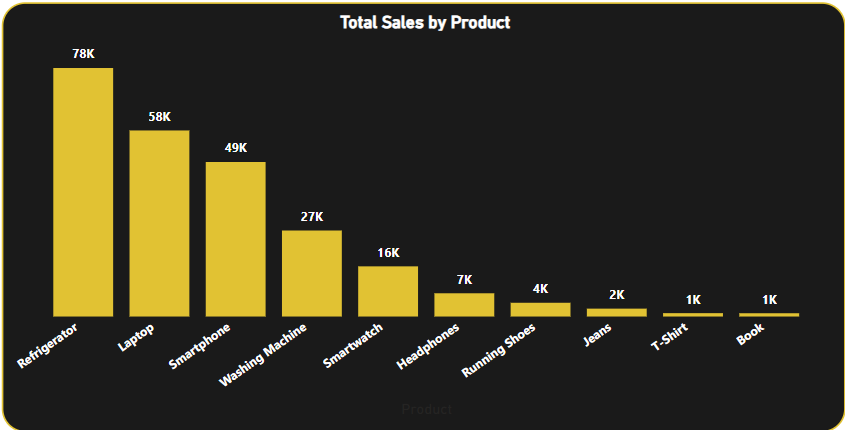 Total Sales by Product
78K
58K
49K
27K
16K
7K
4K
2K
1K
1K
Refrigerator
Laptop
Smartphone
Washing Machine
Smartwatch
Headphones
Running Shoes
Jeans
T-Shirt
Book
Product